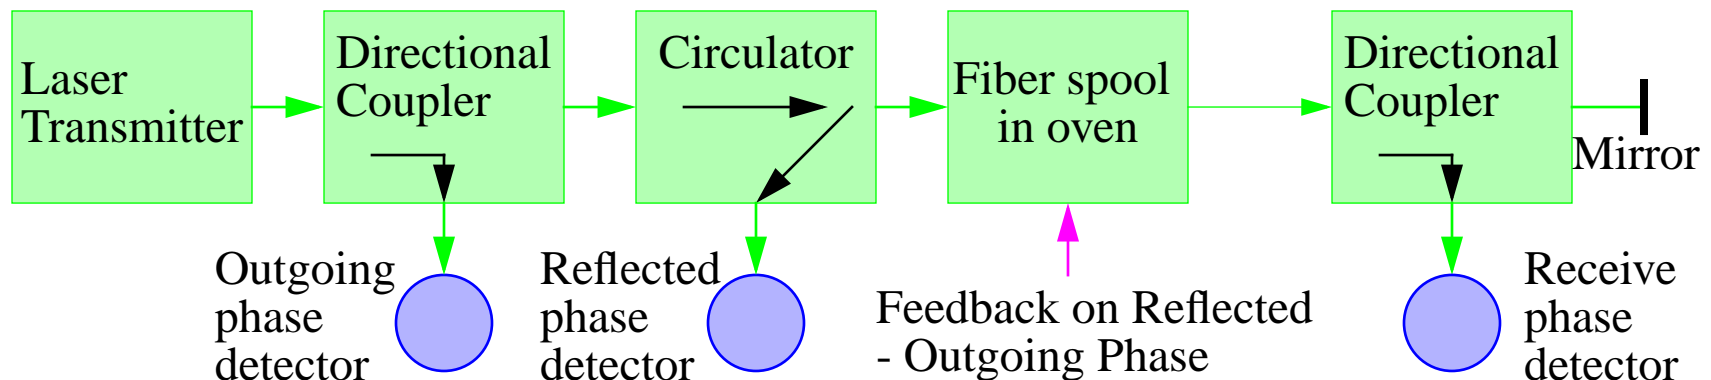 Laser
Transmitter
Directional
Coupler
Circulator
Fiber spool
in oven
Directional
Coupler
Mirror
Outgoing
phase
detector
Reflected
phase
detector
Feedback on Reflected
- Outgoing Phase
Receive
phase
detector